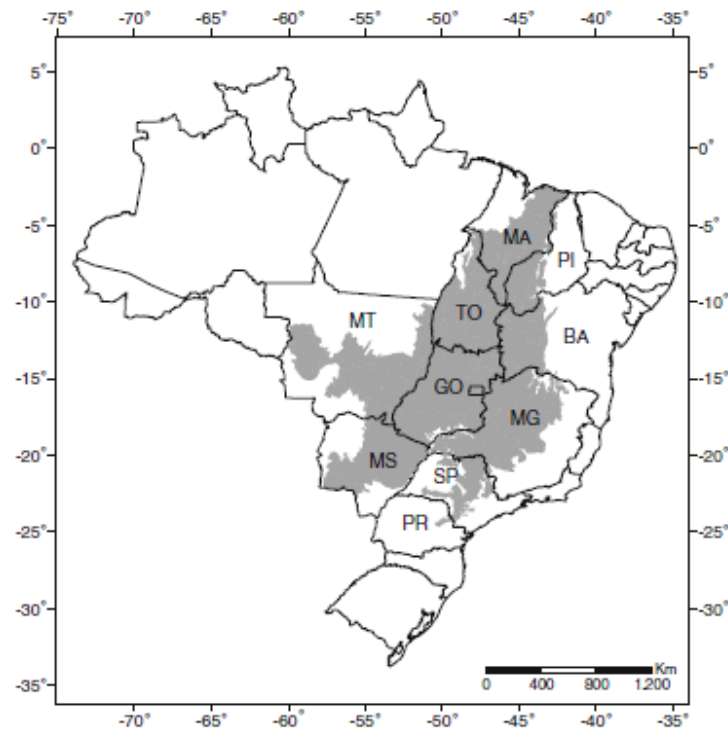 -75° -70° -65° -60° -55° -50° -45° -40° -35°
5° 5°
0° 0°
-5° MA -5°
PI
-10° TO -10°
MT BA
-15° GO -15°
MG
-20° MS -20°
SP
PR
-25° -25°
-30° -30°
Km
0 400 800 1.200
-35° -35°
-70° -65° -60° -55° -50° -45° -40° -35°